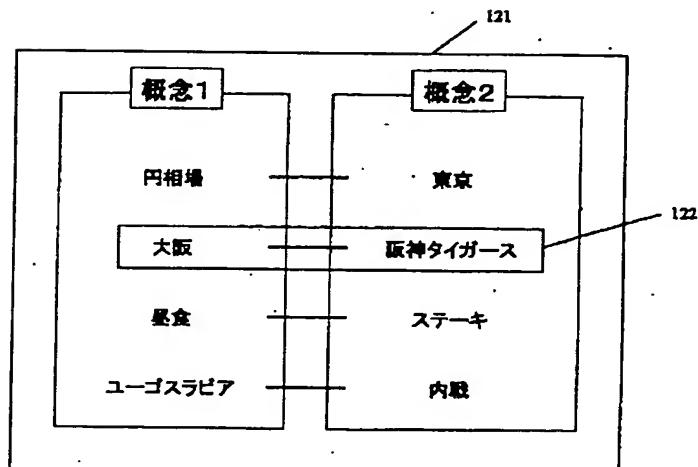 121
概念1 概念2
円相場 東京
122
大阪 阪神タイガース
昼食 ステーキ
ユーゴスラビア 内戦